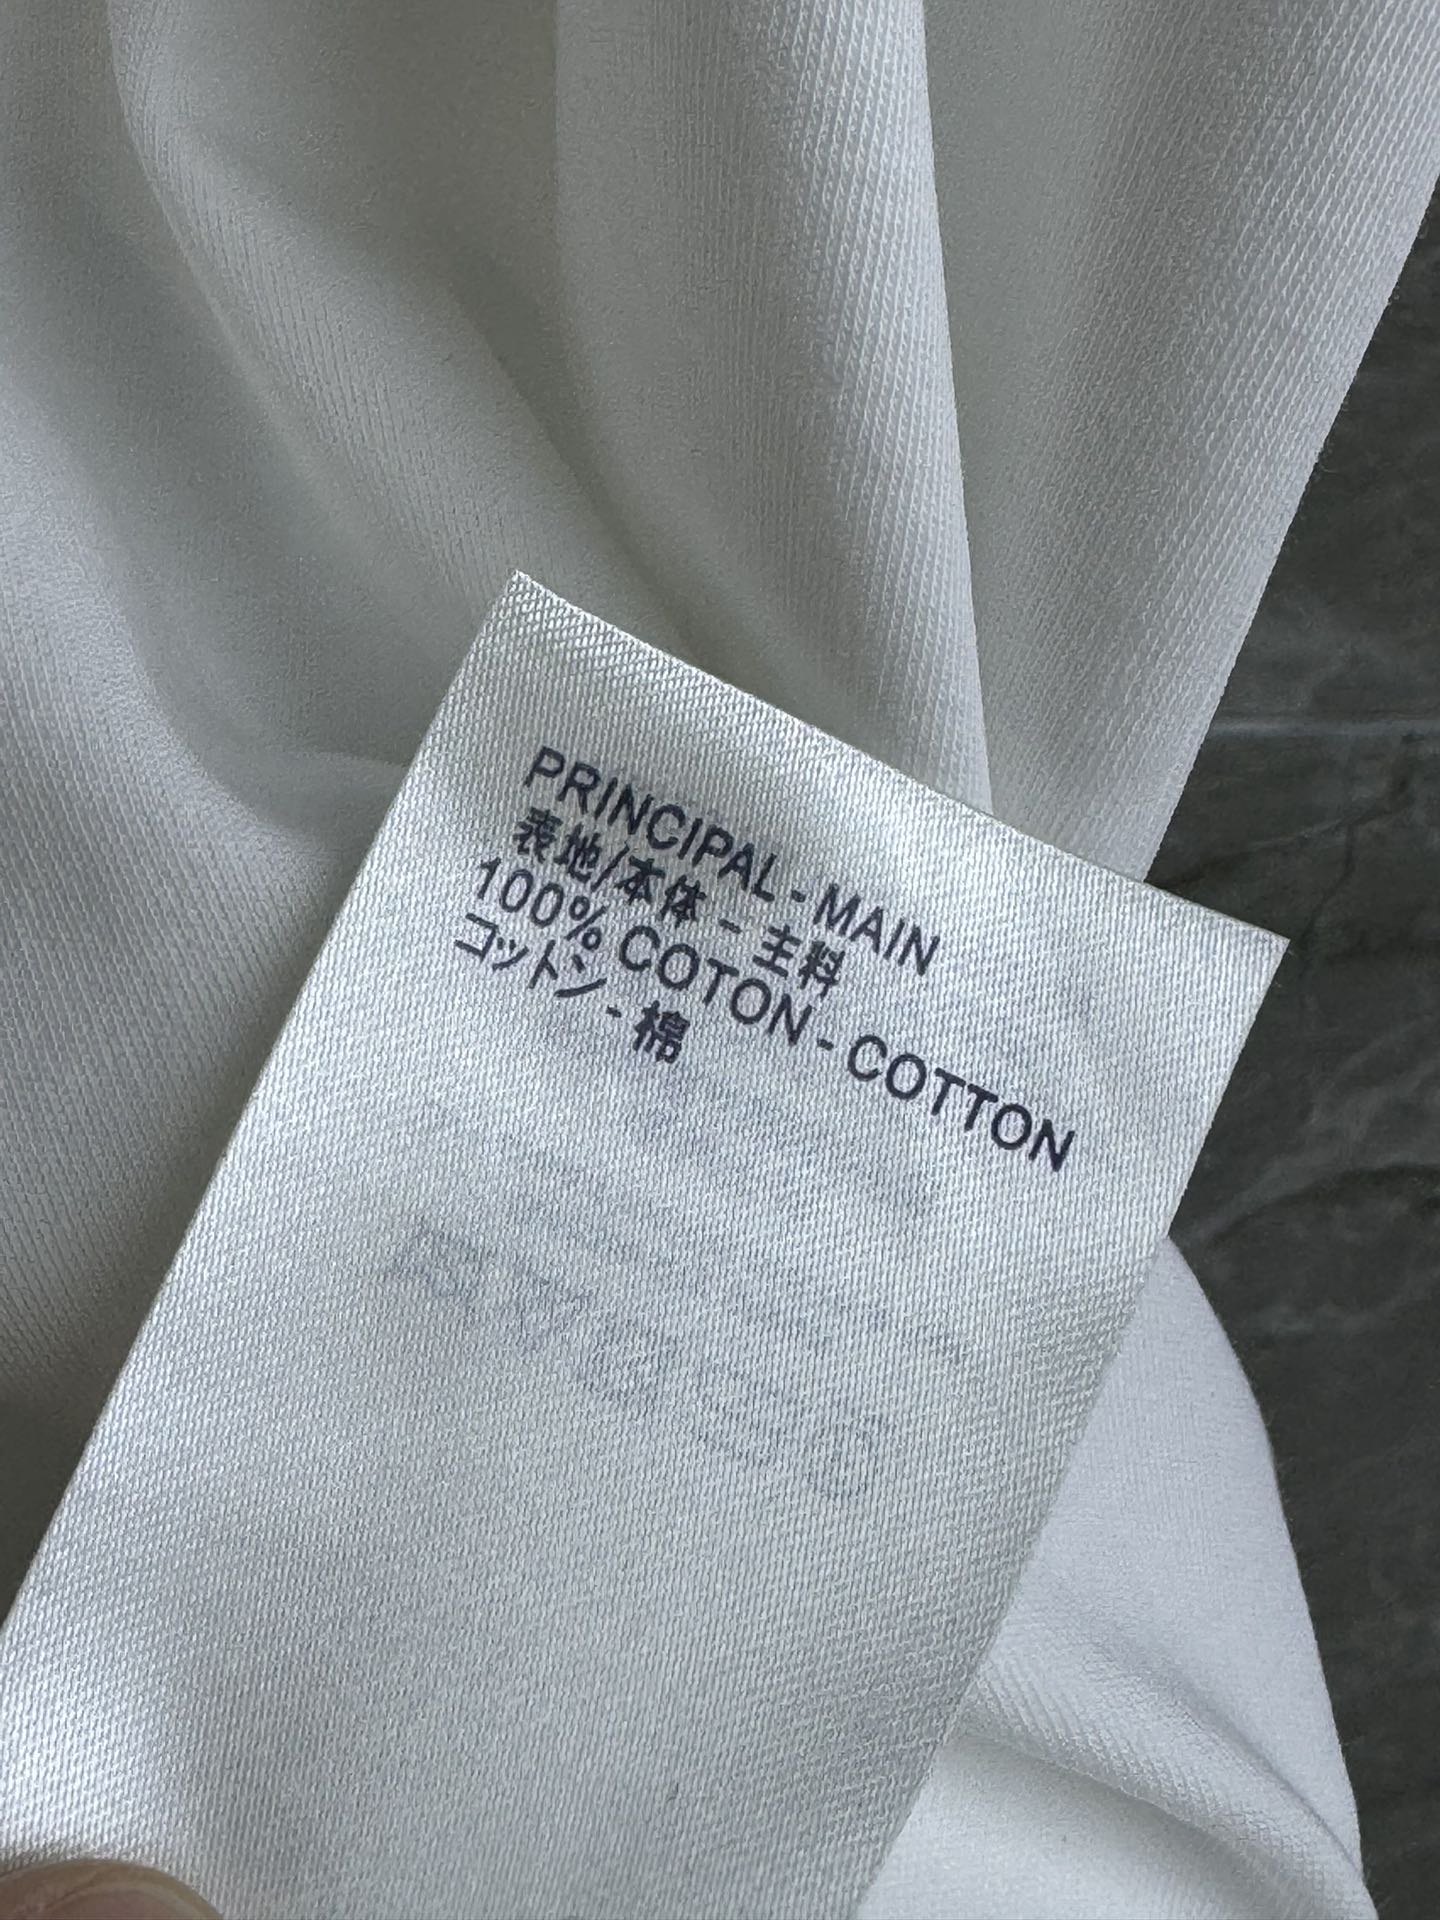 PRINCIPAL - MAIN
表地/本体 - 主料
100% COTON - COTTON
コットン - 棉